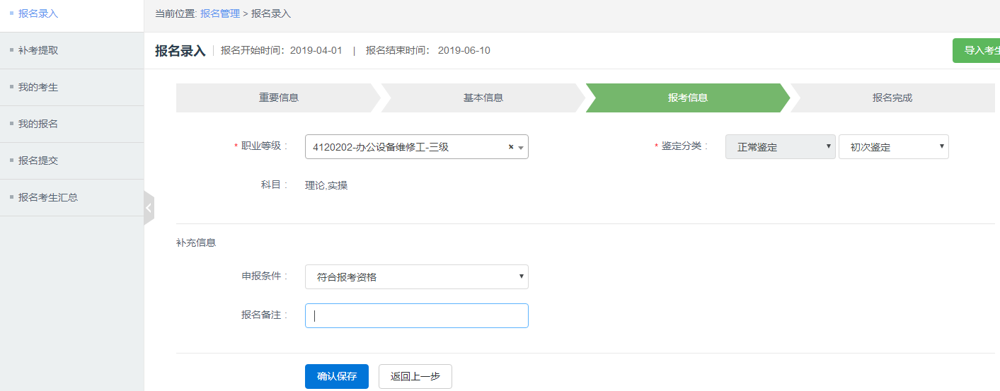 报名录入
补考提取
我的考生
我的报名
报名提交
报名考生汇总
当前位置: 报名管理 > 报名录入
报名录入 报名开始时间：2019-04-01 | 报名结束时间： 2019-06-10
导入考生
重要信息 基本信息 报考信息 报名完成
* 职业等级： 4120202-办公设备维修工-三级 × * 鉴定分类： 正常鉴定 初次鉴定
科目： 理论,实操
补充信息
申报条件： 符合报考资格
报名备注：
确认保存 返回上一步